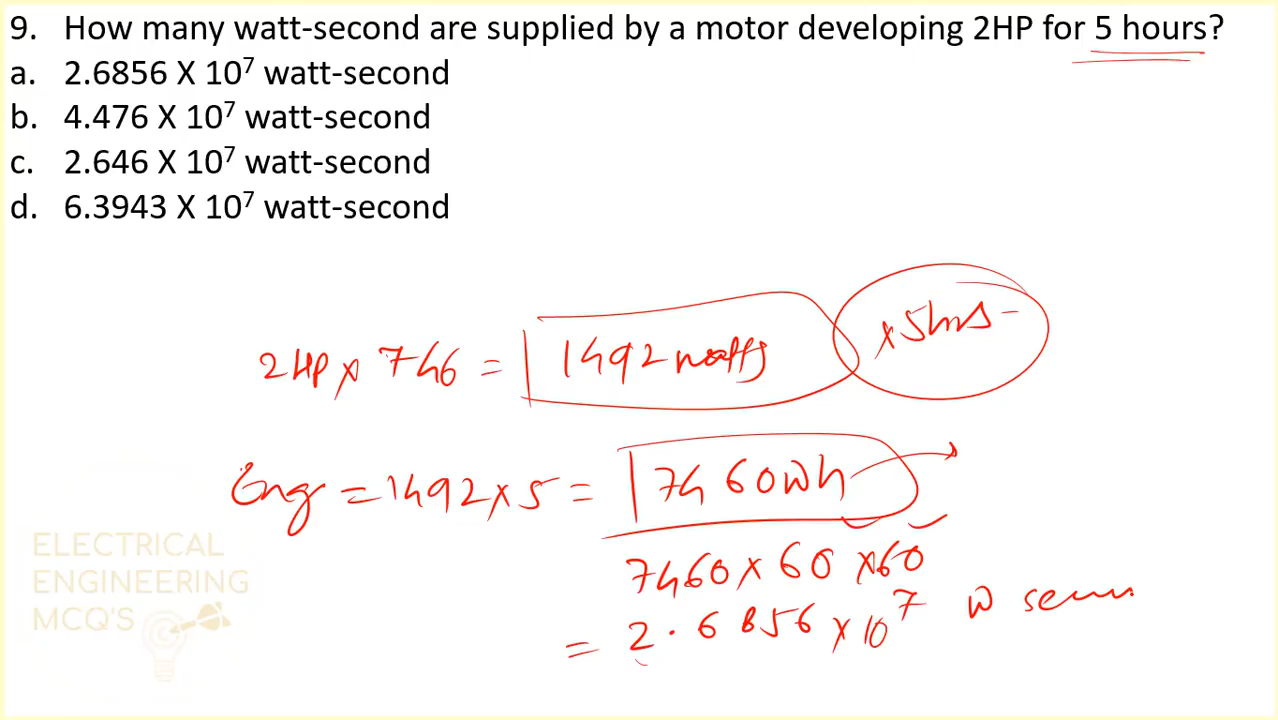 9. How many watt-second are supplied by a motor developing 2HP for 5 hours?
a. 2.6856 X 10⁷ watt-second
b. 4.476 X 10⁷ watt-second
c. 2.646 X 10⁷ watt-second
d. 6.3943 X 10⁷ watt-second
2HP x 746 = 1492 watts x 5hrs
Engy = 1492 x 5 = 7460 Wh
7460 x 60 x 60
= 2.6856 x 10⁷ W
ELECTRICAL
ENGINEERING
MCQ'S